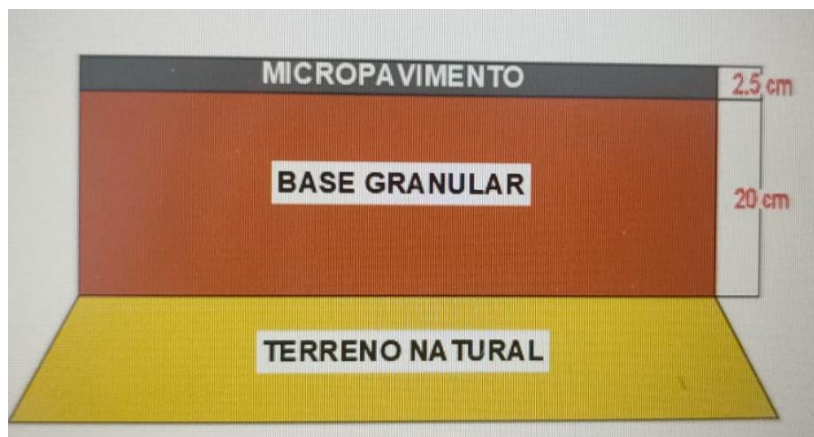 MICROPAVIMENTO
2.5 cm
BASE GRANULAR
20 cm
TERRENO NATURAL